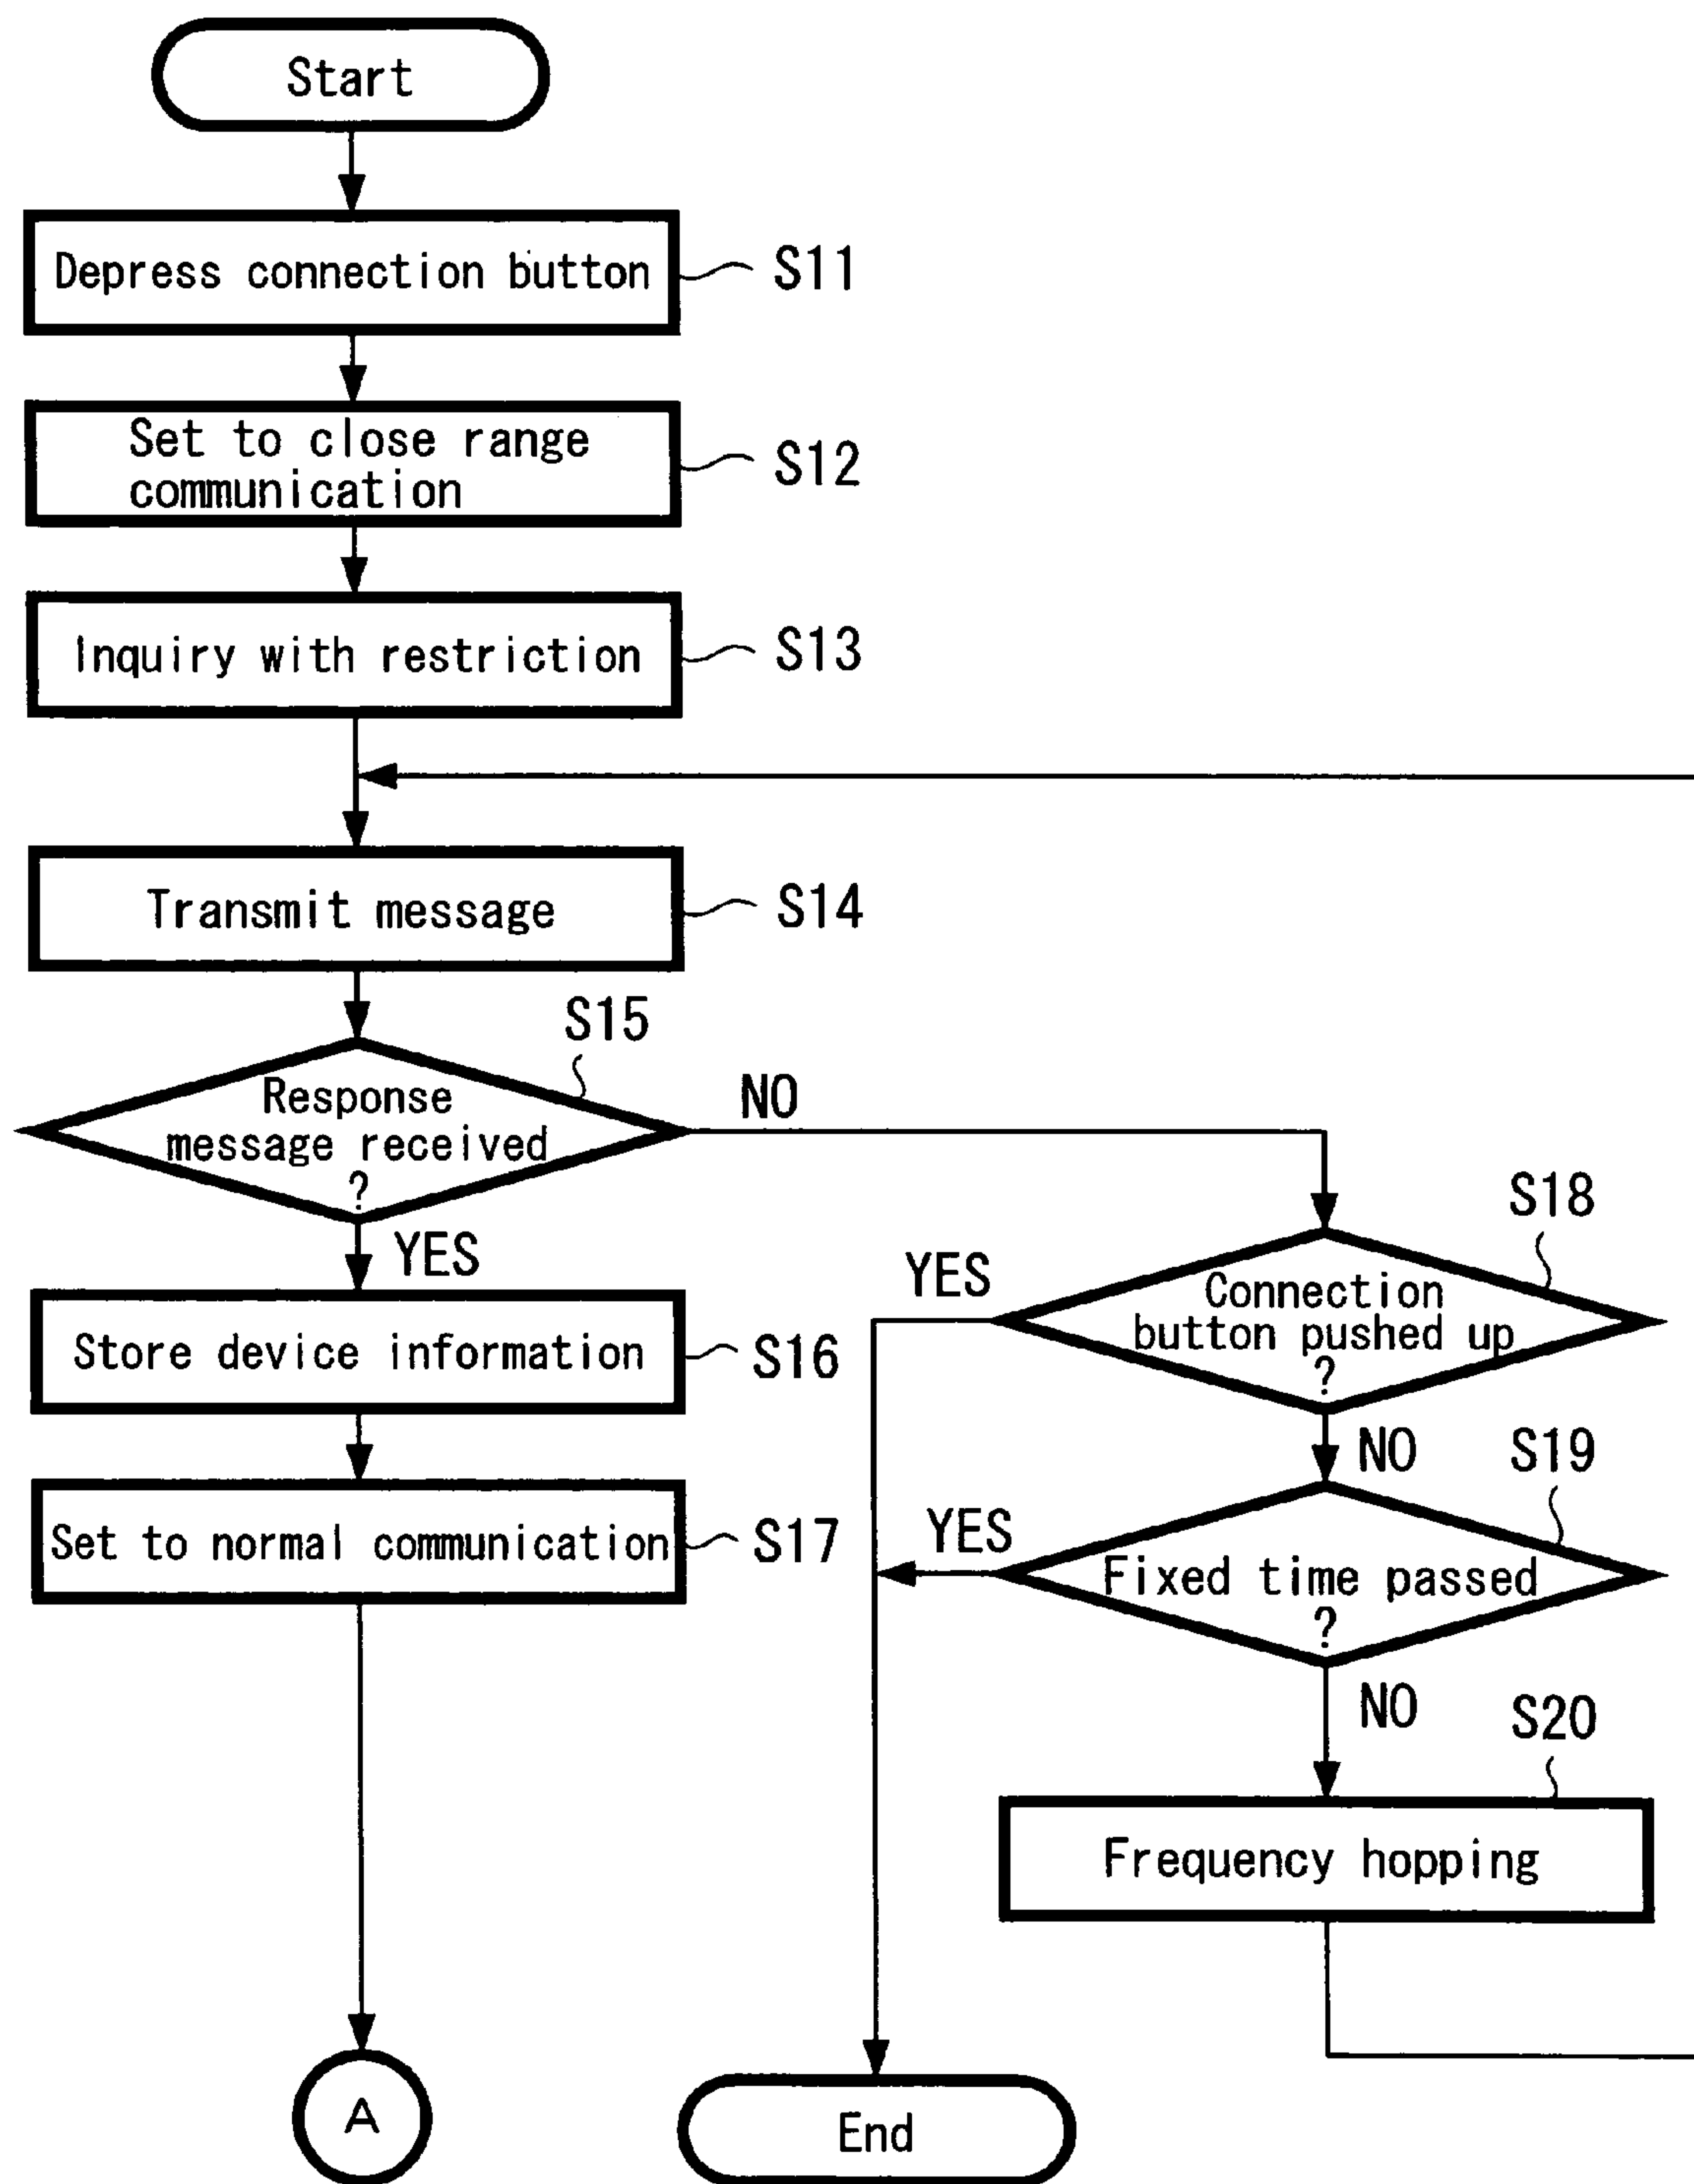 Start
Depress connection button
S11
Set to close range
communication
S12
Inquiry with restriction
S13
Transmit message
S14
S15
Response
message received
?
NO
YES
Store device information
S16
Set to normal communication
S17
A
S18
Connection
button pushed up
?
YES
NO
S19
Fixed time passed
?
YES
NO
S20
Frequency hopping
End